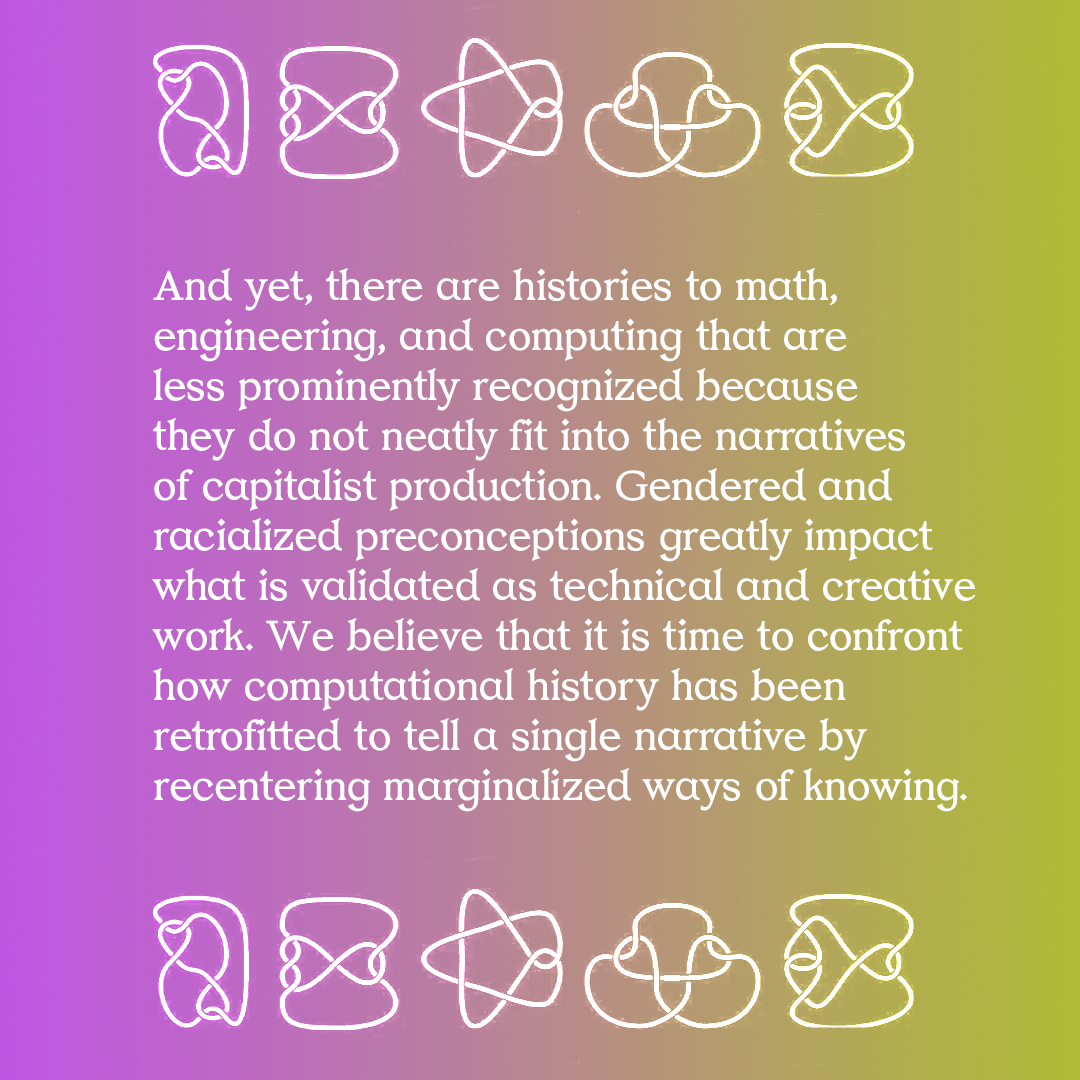 And yet, there are histories to math,
engineering, and computing that are
less prominently recognized because
they do not neatly fit into the narratives
of capitalist production. Gendered and
racialized preconceptions greatly impact
what is validated as technical and creative
work. We believe that it is time to confront
how computational history has been
retrofitted to tell a single narrative by
recentering marginalized ways of knowing.